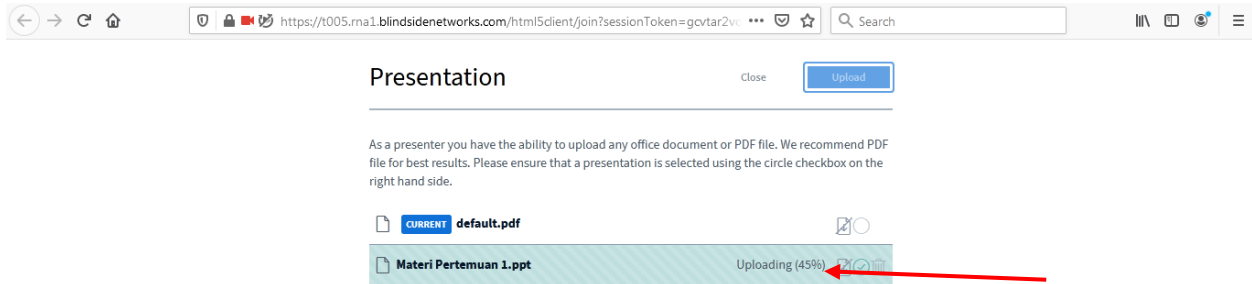 https://t005.rna1.blindsidenetworks.com/html5client/join?sessionToken=gcvtar2vo
Search
Presentation
Close
Upload
As a presenter you have the ability to upload any office document or PDF file. We recommend PDF
file for best results. Please ensure that a presentation is selected using the circle checkbox on the
right hand side.
CURRENT default.pdf
Materi Pertemuan 1.ppt Uploading (45%)